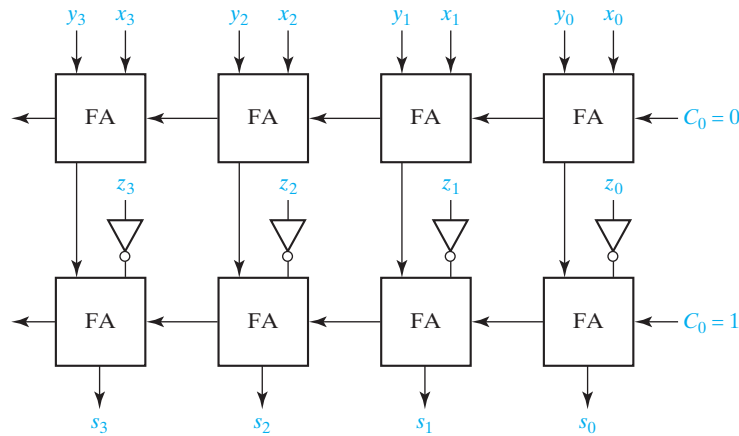 y₃ x₃ y₂ x₂ y₁ x₁ y₀ x₀
FA FA FA FA C₀ = 0
z₃ z₂ z₁ z₀
FA FA FA FA C₀ = 1
s₃ s₂ s₁ s₀